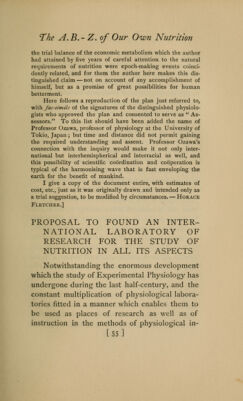 The A.B.-Z. of Our Own Nutrition
the trial balance of the economic metabolism which the author
had attained by five years of careful attention to the natural
requirements of nutrition were epoch-making events coinci-
dently related, and for them the author here makes this dis-
tinguished claim — not on account of any accomplishment of
himself, but as a promise of great possibilities for human
betterment.
Here follows a reproduction of the plan just referred to,
with fac-simile of the signatures of the distinguished physiolo-
gists who approved the plan and consented to serve as "As-
sessors." To this list should have been added the name of
Professor Ozawa, professor of physiology at the University of
Tokio, Japan; but time and distance did not permit gaining
the required understanding and assent. Professor Ozawa's
connection with the inquiry would make it not only inter-
national but interhemispherical and interracial as well, and
this possibility of scientific coördination and coöperation is
typical of the harmonising wave that is fast enveloping the
earth for the benefit of mankind.
I give a copy of the document entire, with estimates of
cost, etc., just as it was originally drawn and intended only as
a trial suggestion, to be modified by circumstances. — Horace
Fletcher.]
PROPOSAL TO FOUND AN INTER-
NATIONAL LABORATORY OF
RESEARCH FOR THE STUDY OF
NUTRITION IN ALL ITS ASPECTS
Notwithstanding the enormous development
which the study of Experimental Physiology has
undergone during the last half-century, and the
constant multiplication of physiological labora-
tories fitted in a manner which enables them to
be used as places of research as well as of
instruction in the methods of physiological in-
[ 55 ]